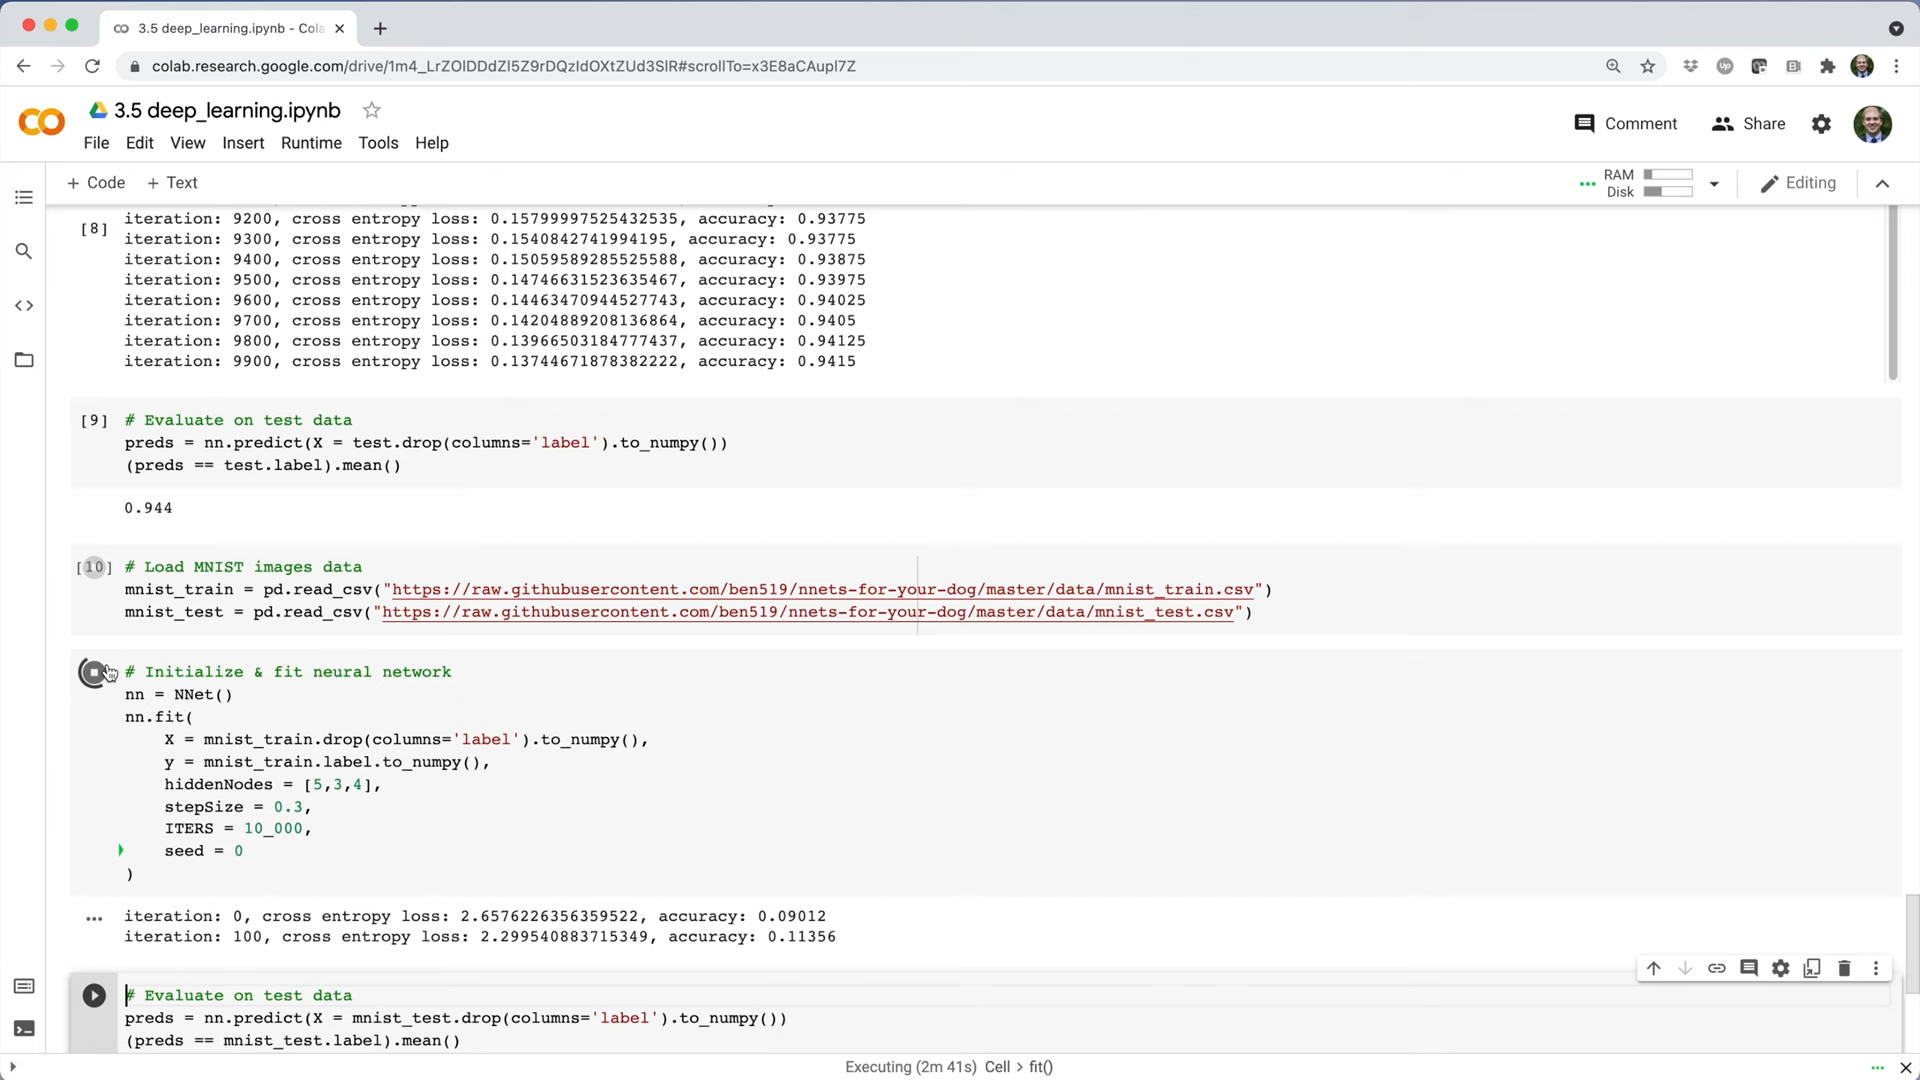 3.5 deep_learning.ipynb - Cola
colab.research.google.com/drive/1m4_LrZOlDDdZl5Z9rDQzIdOXtZUd3SlR#scrollTo=x3E8aCAupl7Z
3.5 deep_learning.ipynb
Comment
Share
File Edit View Insert Runtime Tools Help
+ Code + Text
RAM
Disk
Editing
[8]
iteration: 9200, cross entropy loss: 0.15799997525432535, accuracy: 0.93775
iteration: 9300, cross entropy loss: 0.1540842741994195, accuracy: 0.93775
iteration: 9400, cross entropy loss: 0.15059589285525588, accuracy: 0.93875
iteration: 9500, cross entropy loss: 0.14746631523635467, accuracy: 0.93975
iteration: 9600, cross entropy loss: 0.14463470944527743, accuracy: 0.94025
iteration: 9700, cross entropy loss: 0.14204889208136864, accuracy: 0.9405
iteration: 9800, cross entropy loss: 0.13966503184777437, accuracy: 0.94125
iteration: 9900, cross entropy loss: 0.13744671878382222, accuracy: 0.9415
[9] # Evaluate on test data
preds = nn.predict(X = test.drop(columns='label').to_numpy())
(preds == test.label).mean()
0.944
[10] # Load MNIST images data
mnist_train = pd.read_csv("https://raw.githubusercontent.com/ben519/nnets-for-your-dog/master/data/mnist_train.csv")
mnist_test = pd.read_csv("https://raw.githubusercontent.com/ben519/nnets-for-your-dog/master/data/mnist_test.csv")
# Initialize & fit neural network
nn = NNet()
nn.fit(
X = mnist_train.drop(columns='label').to_numpy(),
y = mnist_train.label.to_numpy(),
hiddenNodes = [5,3,4],
stepSize = 0.3,
ITERS = 10_000,
seed = 0
)
iteration: 0, cross entropy loss: 2.6576226356359522, accuracy: 0.09012
iteration: 100, cross entropy loss: 2.299540883715349, accuracy: 0.11356
# Evaluate on test data
preds = nn.predict(X = mnist_test.drop(columns='label').to_numpy())
(preds == mnist_test.label).mean()
Executing (2m 41s) Cell > fit()